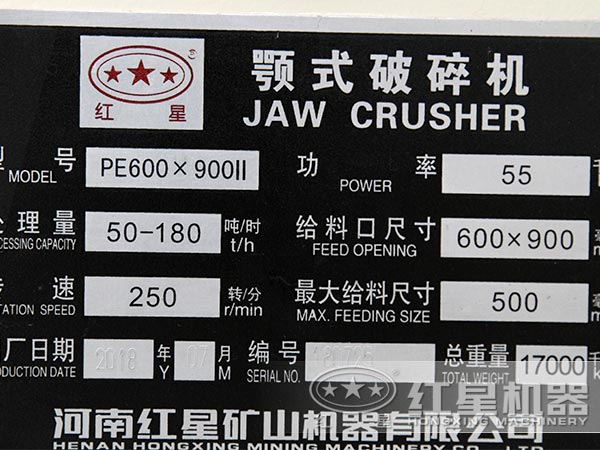 红 星 ®
颚式破碎机
JAW CRUSHER
号 PE600×900II 功 率 55
MODEL POWER
处理量 50-180 吨/时 给料口尺寸 600×900
CESSING CAPACITY t/h FEED OPENING
速 250 转/分 最大给料尺寸 500
TATION SPEED r/min MAX. FEEDING SIZE
厂日期 2018 年 07 月 编号 总重量 17000
ODUCTION DATE Y M SERIAL NO. TOTAL WEIGHT
红星机器
HONGXING MACHINERY
河南红星矿山机器有限公司
HENAN HONGXING MINING MACHINERY CO., LTD